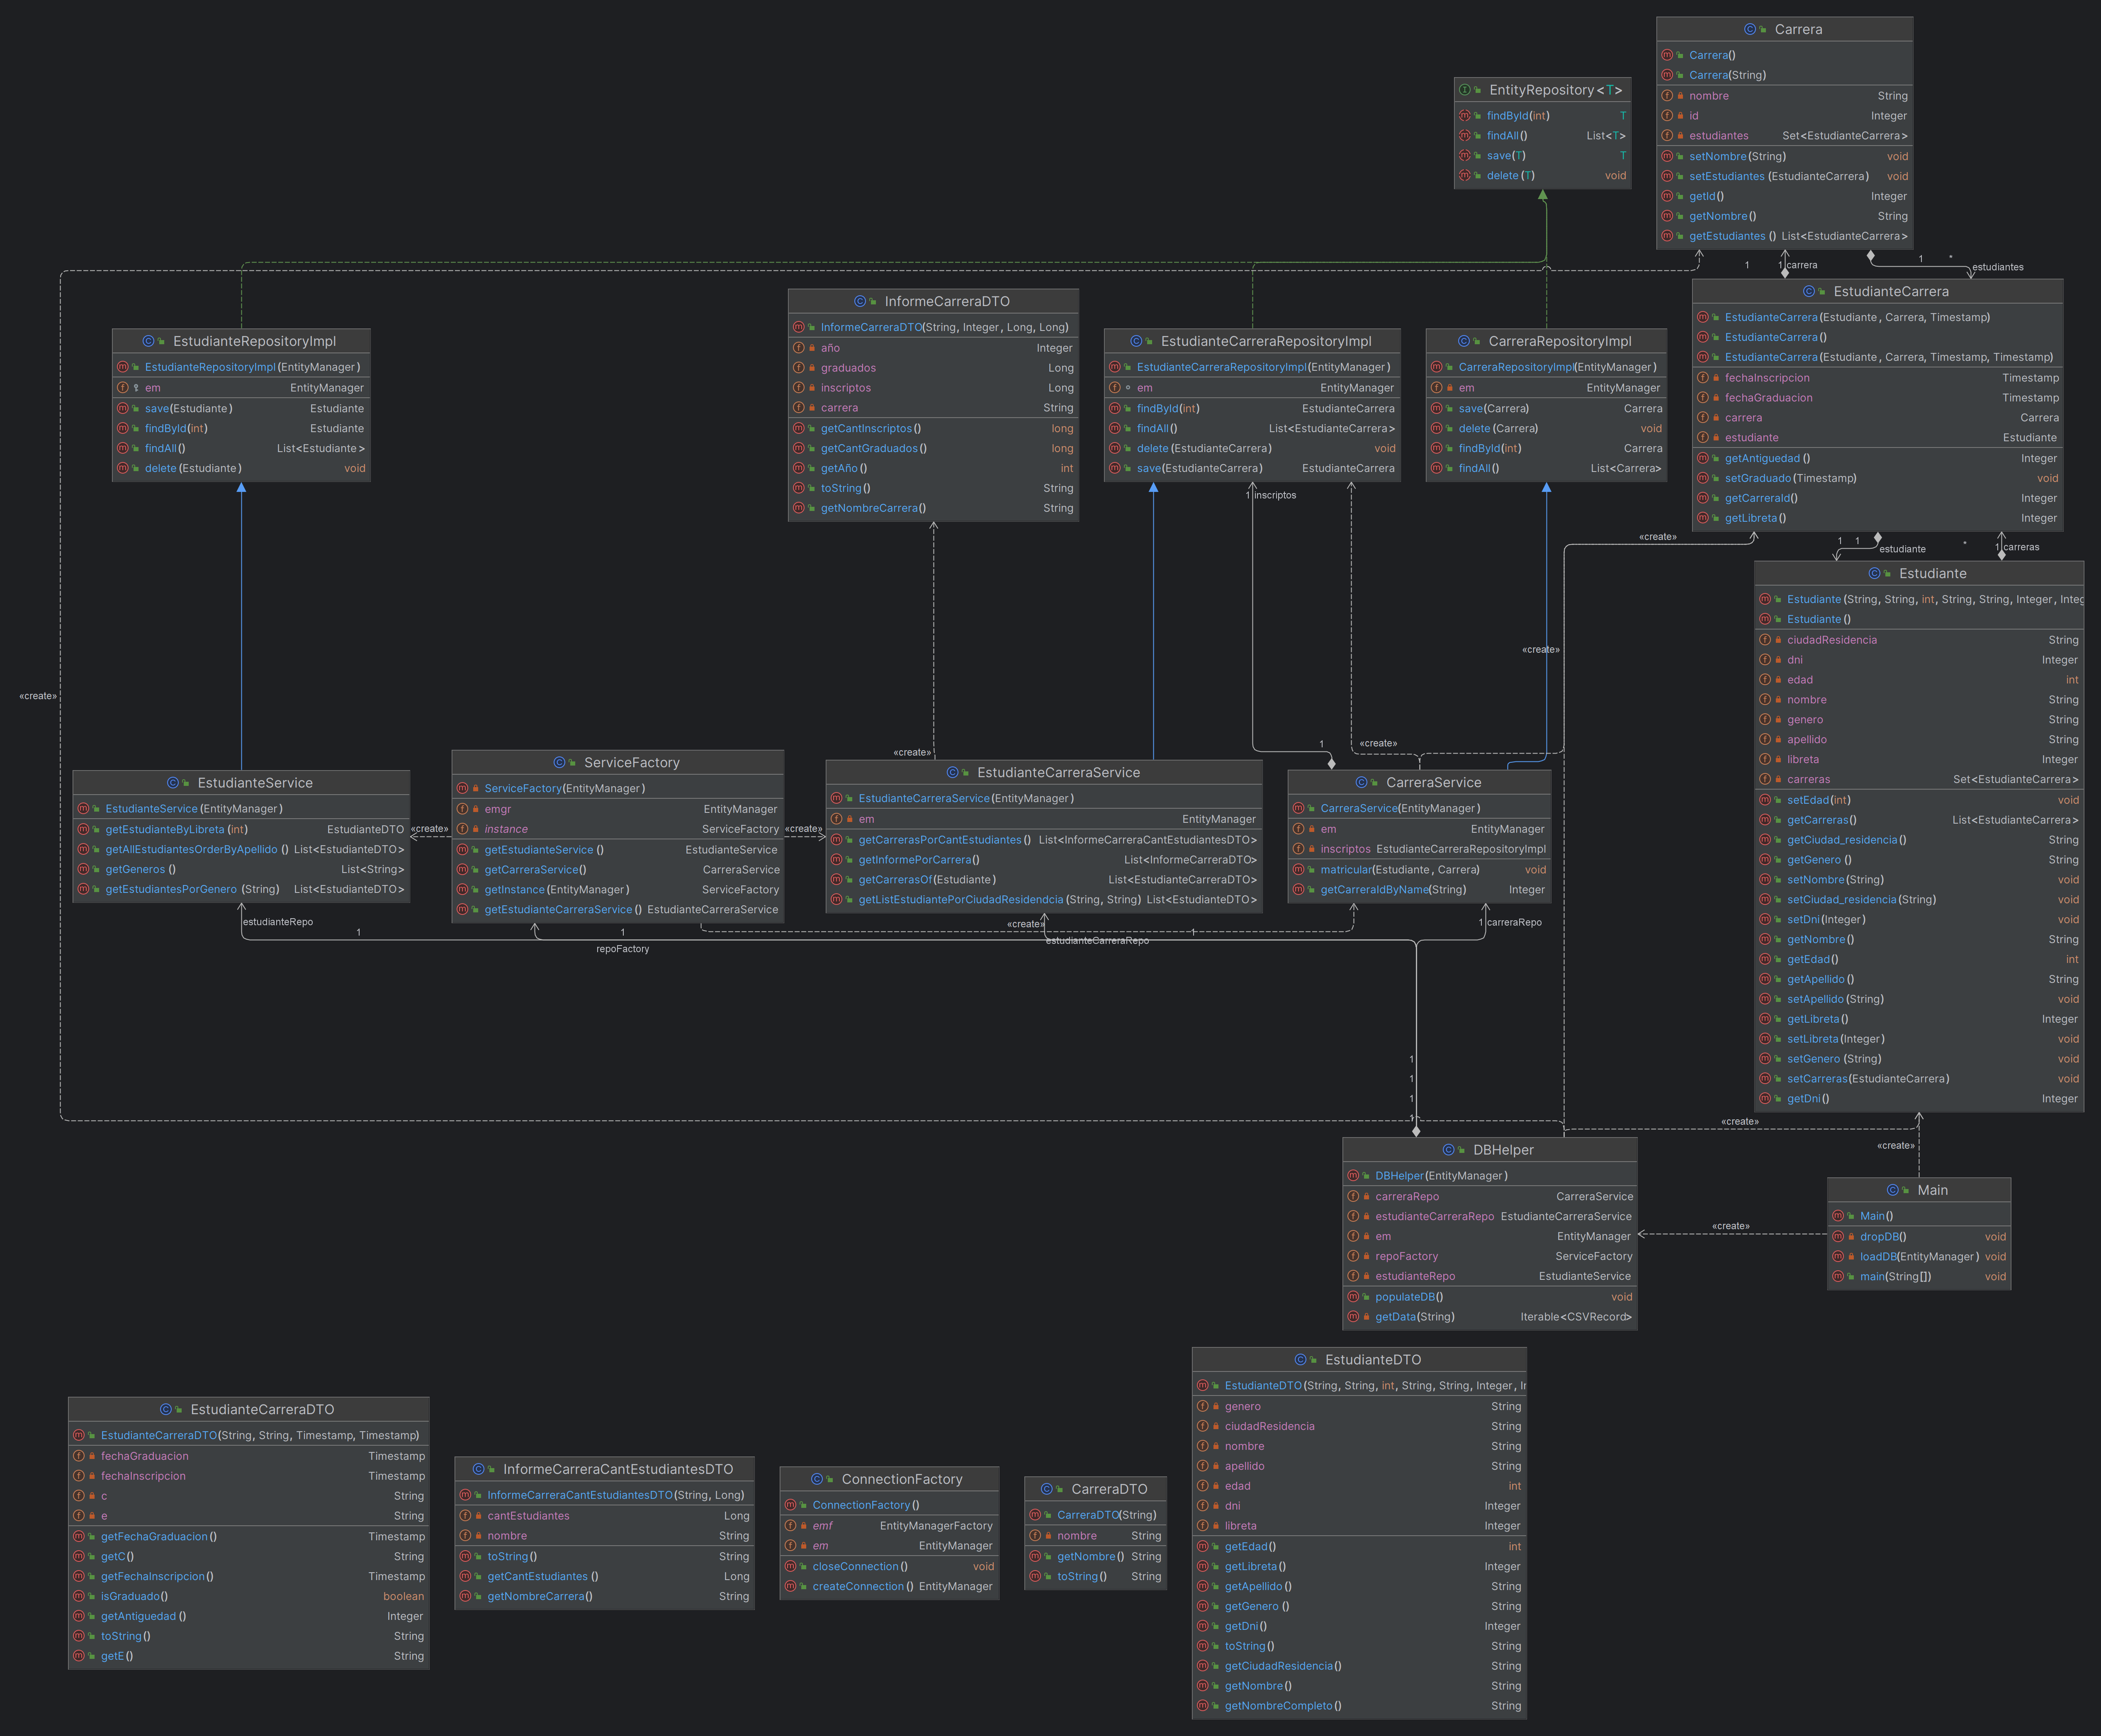 Carrera
Carrera()
Carrera(String)
nombre String
id Integer
estudiantes Set<EstudianteCarrera>
setNombre(String) void
setEstudiantes(EstudianteCarrera) void
getId() Integer
getNombre() String
getEstudiantes() List<EstudianteCarrera>
EntityRepository<T>
findById(int) T
findAll() List<T>
save(T) T
delete(T) void
1 1 carrera
1 * estudiantes
EstudianteCarrera
EstudianteCarrera(Estudiante, Carrera, Timestamp)
EstudianteCarrera()
EstudianteCarrera(Estudiante, Carrera, Timestamp, Timestamp)
fechaInscripcion Timestamp
fechaGraduacion Timestamp
carrera Carrera
estudiante Estudiante
getAntiguedad() Integer
setGraduado(Timestamp) void
getCarreraId() Integer
getLibreta() Integer
InformeCarreraDTO
InformeCarreraDTO(String, Integer, Long, Long)
año Integer
graduados Long
inscriptos Long
carrera String
getCantInscriptos() long
getCantGraduados() long
getAño() int
toString() String
getNombreCarrera() String
EstudianteRepositoryImpl
EstudianteRepositoryImpl(EntityManager)
em EntityManager
save(Estudiante) Estudiante
findById(int) Estudiante
findAll() List<Estudiante>
delete(Estudiante) void
EstudianteCarreraRepositoryImpl
EstudianteCarreraRepositoryImpl(EntityManager)
em EntityManager
findById(int) EstudianteCarrera
findAll() List<EstudianteCarrera>
delete(EstudianteCarrera) void
save(EstudianteCarrera) EstudianteCarrera
CarreraRepositoryImpl
CarreraRepositoryImpl(EntityManager)
em EntityManager
save(Carrera) Carrera
delete(Carrera) void
findById(int) Carrera
findAll() List<Carrera>
1 inscriptos
«create»
1 1 estudiante
* 1 carreras
Estudiante
Estudiante(String, String, int, String, String, Integer, Integ
Estudiante()
ciudadResidencia String
dni Integer
edad int
nombre String
genero String
apellido String
libreta Integer
carreras Set<EstudianteCarrera>
setEdad(int) void
getCarreras() List<EstudianteCarrera>
getCiudad_residencia() String
getGenero() String
setNombre(String) void
setCiudad_residencia(String) void
setDni(Integer) void
getNombre() String
getEdad() int
getApellido() String
setApellido(String) void
getLibreta() Integer
setLibreta(Integer) void
setGenero(String) void
setCarreras(EstudianteCarrera) void
getDni() Integer
«create»
«create»
«create»
1
«create»
EstudianteService
EstudianteService(EntityManager)
getEstudianteByLibreta(int) EstudianteDTO
getAllEstudiantesOrderByApellido() List<EstudianteDTO>
getGeneros() List<String>
getEstudiantesPorGenero(String) List<EstudianteDTO>
«create»
ServiceFactory
ServiceFactory(EntityManager)
emgr EntityManager
instance ServiceFactory
getEstudianteService() EstudianteService
getCarreraService() CarreraService
getInstance(EntityManager) ServiceFactory
getEstudianteCarreraService() EstudianteCarreraService
«create»
EstudianteCarreraService
EstudianteCarreraService(EntityManager)
em EntityManager
getCarrerasPorCantEstudiantes() List<InformeCarreraCantEstudiantesDTO>
getInformePorCarrera() List<InformeCarreraDTO>
getCarrerasOf(Estudiante) List<EstudianteCarreraDTO>
getListEstudiantePorCiudadResidendcia(String, String) List<EstudianteDTO>
CarreraService
CarreraService(EntityManager)
em EntityManager
inscriptos EstudianteCarreraRepositoryImpl
matricular(Estudiante, Carrera) void
getCarreraIdByName(String) Integer
estudianteRepo
1
1
repoFactory
«create»
estudianteCarreraRepo
1
1 carreraRepo
1
1
1
1
«create»
«create»
DBHelper
DBHelper(EntityManager)
carreraRepo CarreraService
estudianteCarreraRepo EstudianteCarreraService
em EntityManager
repoFactory ServiceFactory
estudianteRepo EstudianteService
populateDB() void
getData(String) Iterable<CSVRecord>
«create»
Main
Main()
dropDB() void
loadDB(EntityManager) void
main(String[]) void
EstudianteDTO
EstudianteDTO(String, String, int, String, String, Integer, Ir
genero String
ciudadResidencia String
nombre String
apellido String
edad int
dni Integer
libreta Integer
getEdad() int
getLibreta() Integer
getApellido() String
getGenero() String
getDni() Integer
toString() String
getCiudadResidencia() String
getNombre() String
getNombreCompleto() String
EstudianteCarreraDTO
EstudianteCarreraDTO(String, String, Timestamp, Timestamp)
fechaGraduacion Timestamp
fechaInscripcion Timestamp
c String
e String
getFechaGraduacion() Timestamp
getC() String
getFechaInscripcion() Timestamp
isGraduado() boolean
getAntiguedad() Integer
toString() String
getE() String
InformeCarreraCantEstudiantesDTO
InformeCarreraCantEstudiantesDTO(String, Long)
cantEstudiantes Long
nombre String
toString() String
getCantEstudiantes() Long
getNombreCarrera() String
ConnectionFactory
ConnectionFactory()
emf EntityManagerFactory
em EntityManager
closeConnection() void
createConnection() EntityManager
CarreraDTO
CarreraDTO(String)
nombre String
getNombre() String
toString() String